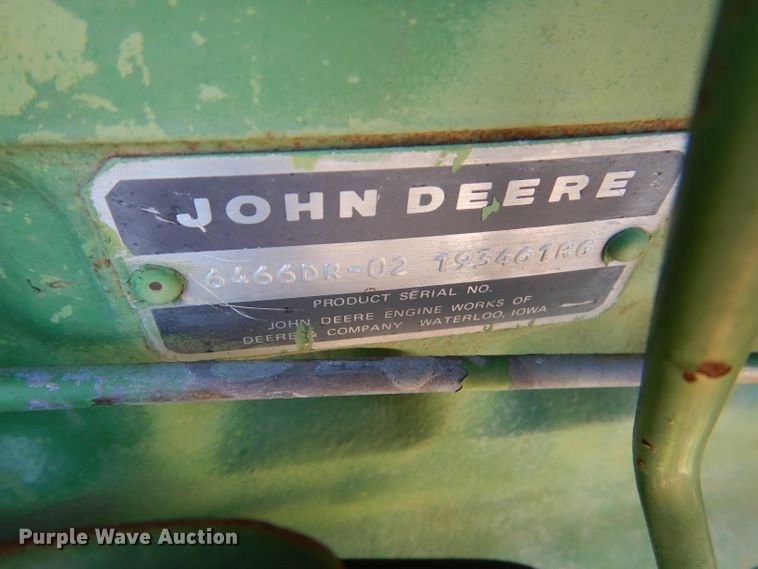 JOHN DEERE
6466DR-02 193461RG
PRODUCT SERIAL NO.
JOHN DEERE ENGINE WORKS OF
DEERE & COMPANY WATERLOO, IOWA
Purple Wave Auction